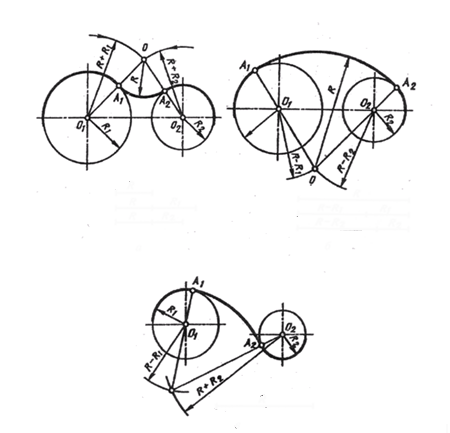 O
R+R₁
R
R+R₂
A₁
A₂
O₁
R₁
O₂
R₂
A₁
R
A₂
O₁
O₂
R₂
R-R₁
O
R-R₂
A₁
R₁
O₁
O₂
A₂
R₂
R-R₁
R+R₂